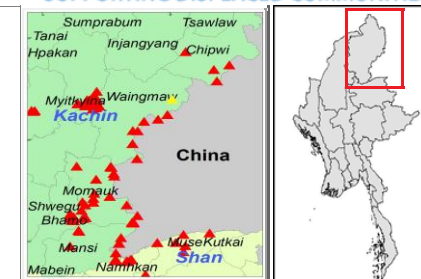 Sumprabum Tsawlaw
Tanai
Injangyang
Hpakan
Chipwi
Myitkyina
Waingmaw
Kachin
China
Momauk
Shwegu
Bhamo
Mansi
Muse
Kutkai
Shan
Mabein
Namhkan